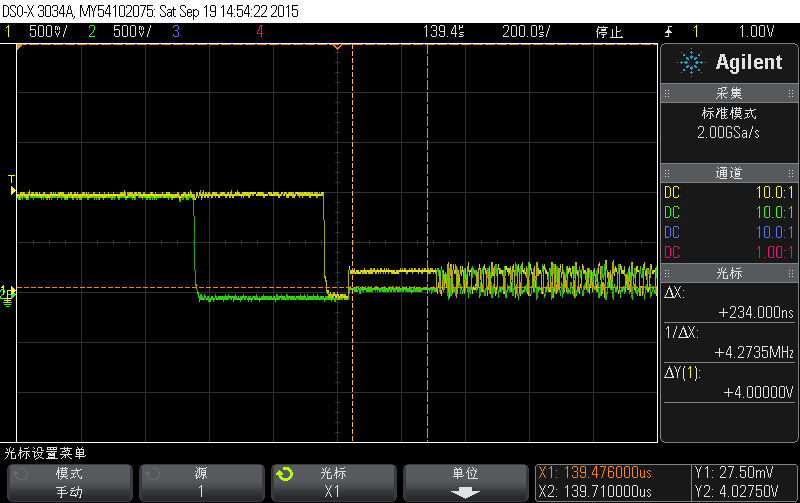 DSO-X 3034A, MY54102075: Sat Sep 19 14:54:22 2015
1 500♡/ 2 500♡/ 3 4 139.4♡ 200.0♡/ 停止 1 1.00V
Agilent
采集
标准模式
2.00GSa/s
通道
DC 10.0:1
DC 10.0:1
DC 10.0:1
DC 1.00:1
光标
ΔX:
+234.000ns
1/ΔX:
+4.2735MHz
ΔY(1):
+4.00000V
T
1
光标设置菜单
模式
手动
源
1
光标
X1
单位
X1: 139.476000us
X2: 139.710000us
Y1: 27.50mV
Y2: 4.02750V